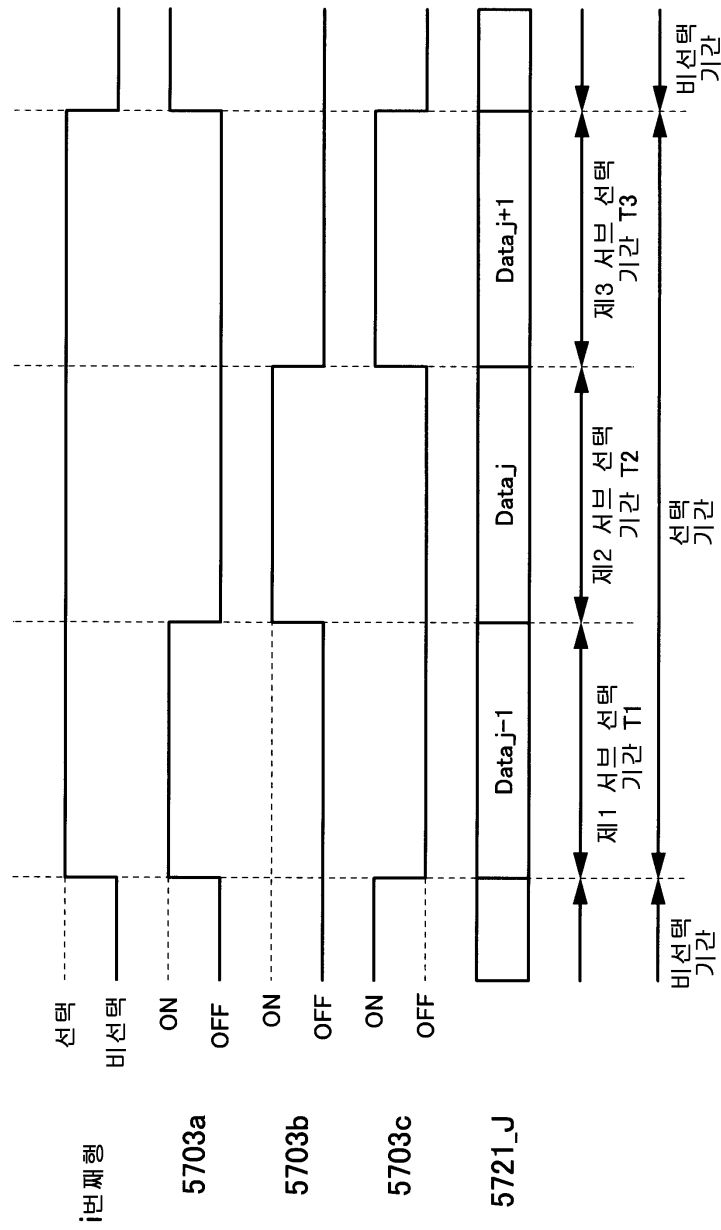 i번째행
선택
비선택
5703a
ON
OFF
5703b
ON
OFF
5703c
ON
OFF
5721_J
Data_j-1
Data_j
Data_j+1
제1 서브 선택
기간 T1
제2 서브 선택
기간 T2
제3 서브 선택
기간 T3
비선택
기간
선택
기간
비선택
기간